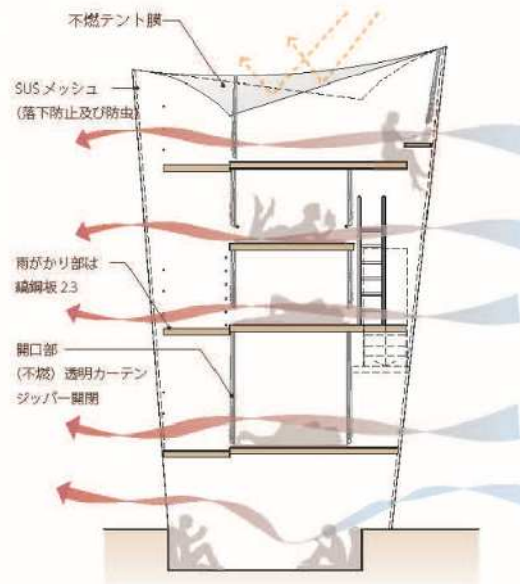 不燃テント膜
SUSメッシュ
(落下防止及び防虫)
雨がかり部は
縞鋼板 2.3
開口部
(不燃) 透明カーテン
ジッパー開閉